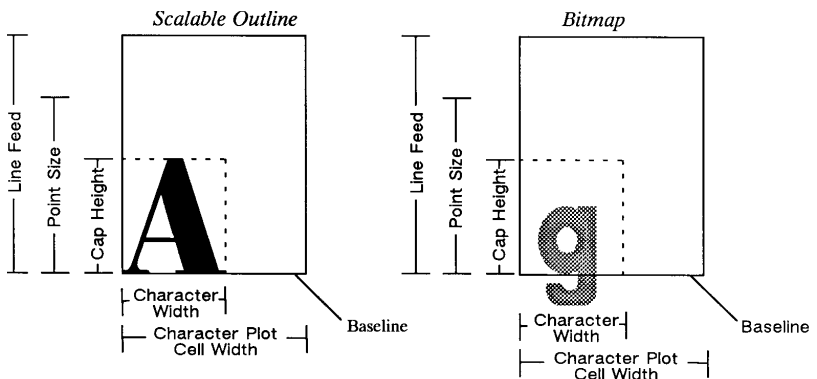 Scalable Outline
Line Feed
Point Size
Cap Height
A
Character
Width
Character Plot
Cell Width
Baseline
Bitmap
Line Feed
Point Size
Cap Height
g
Character
Width
Character Plot
Cell Width
Baseline